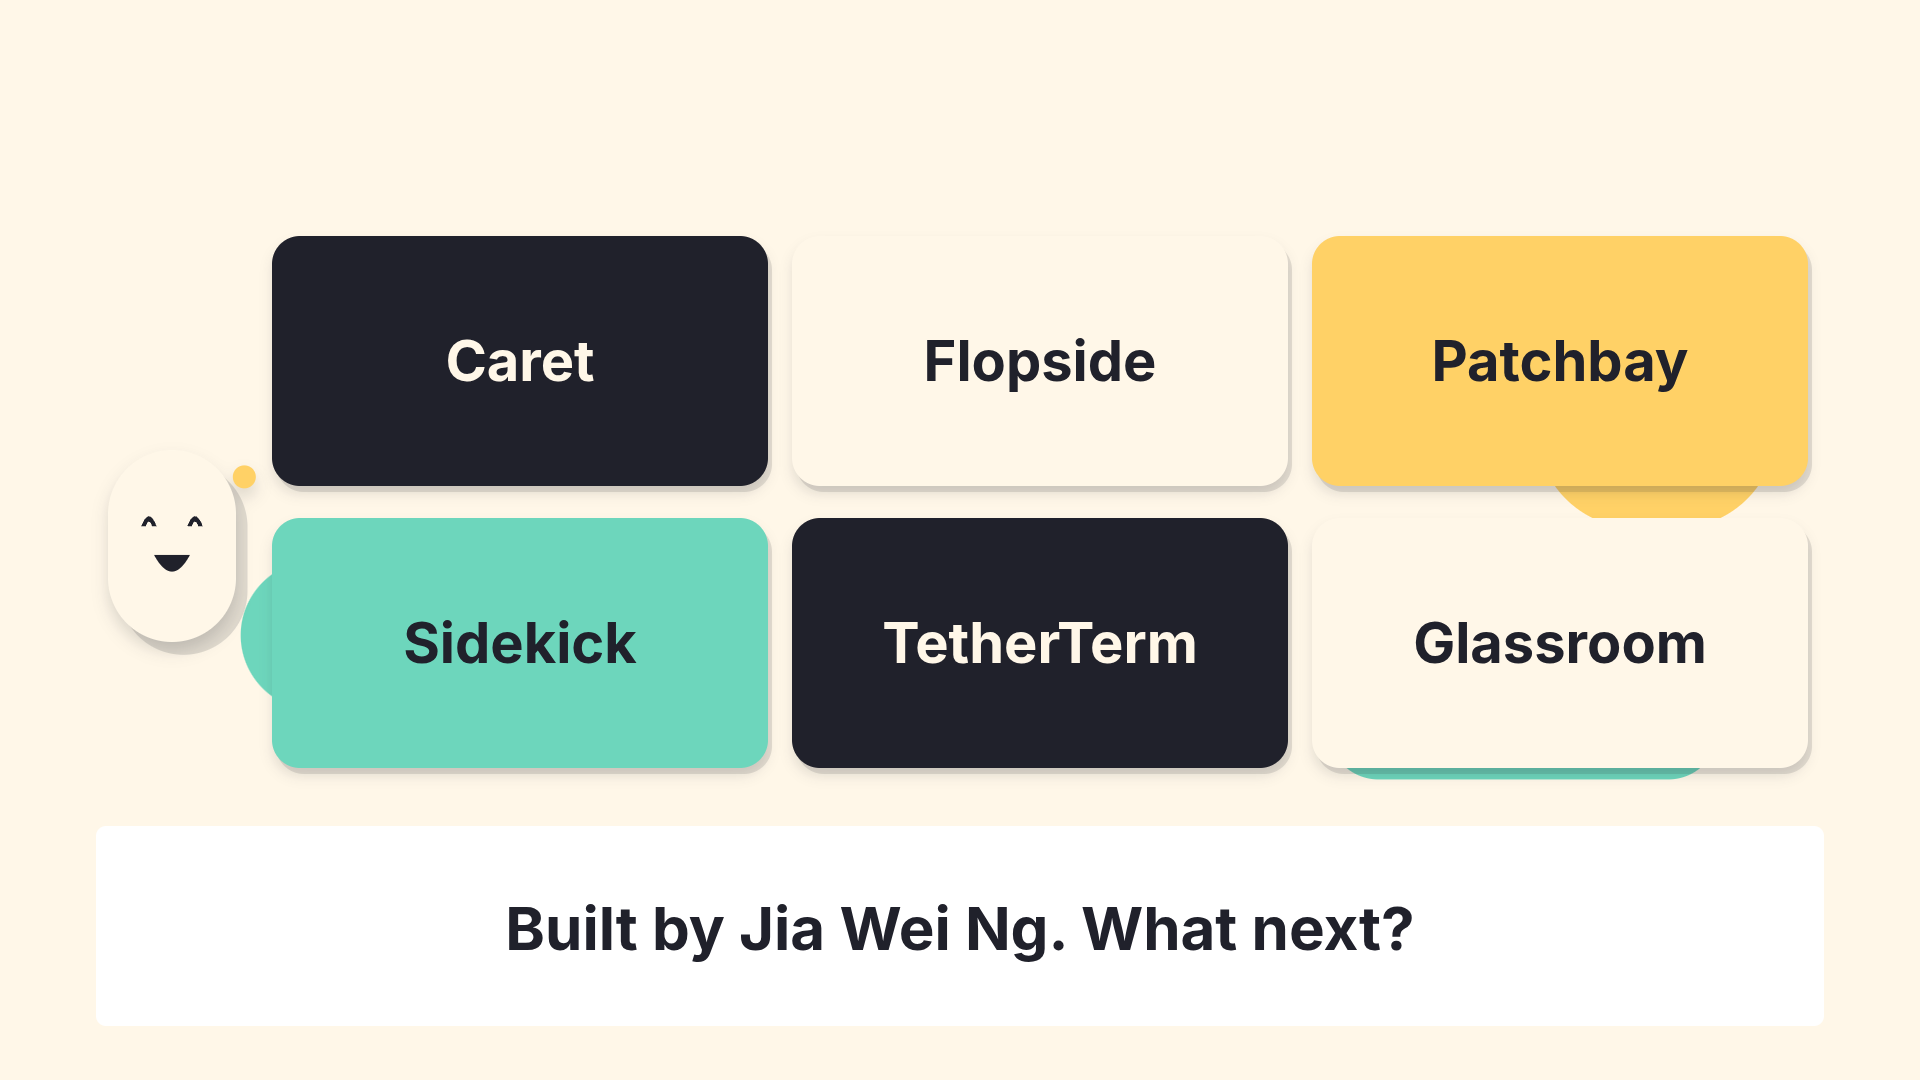 Caret
Flopside
Patchbay
Sidekick
TetherTerm
Glassroom
Built by Jia Wei Ng. What next?